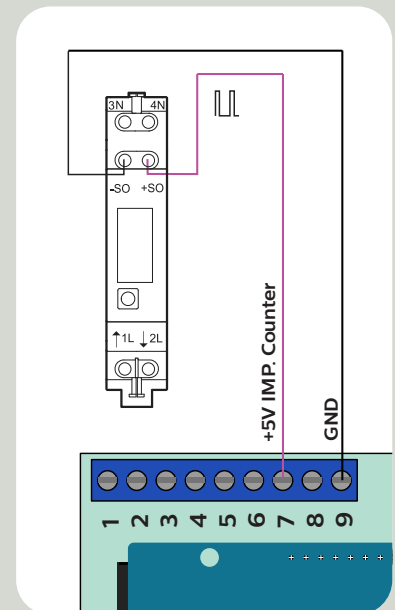 3N 4N
-SO +SO
↑1L ↓2L
+5V IMP. Counter
GND
1 2 3 4 5 6 7 8 9